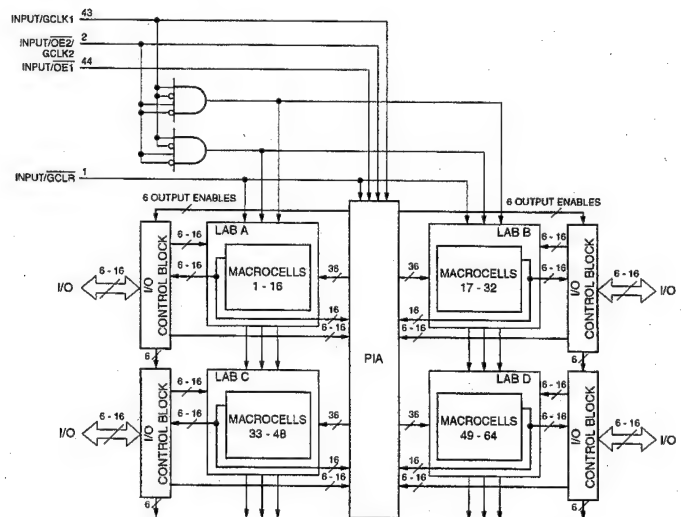 INPUT/GCLK1 43
INPUT/OE2/ 2
GCLK2
INPUT/OE1 44
INPUT/GCLR 1
6 OUTPUT ENABLES
6 OUTPUT ENABLES
LAB A
MACROCELLS
1 - 16
LAB B
MACROCELLS
17 - 32
I/O
6 - 16
I/O
CONTROL BLOCK
6 - 16
6 - 16
36
16
6 - 16
6
PIA
36
16
6 - 16
6 - 16
6 - 16
I/O
CONTROL BLOCK
6 - 16
I/O
6
LAB C
MACROCELLS
33 - 48
LAB D
MACROCELLS
49 - 64
I/O
6 - 16
I/O
CONTROL BLOCK
6 - 16
6 - 16
36
16
6 - 16
6
36
16
6 - 16
6 - 16
6 - 16
I/O
CONTROL BLOCK
6 - 16
I/O
6